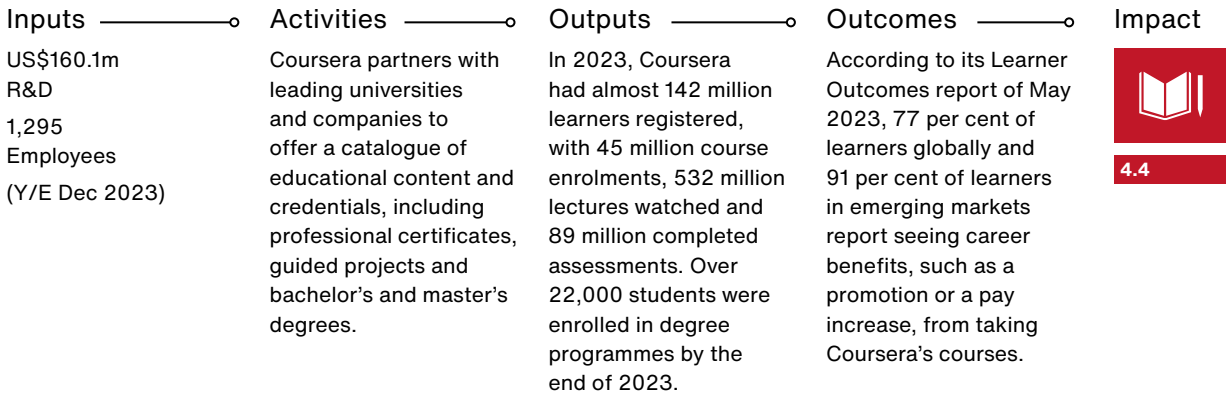 Inputs
US$160.1m
R&D
1,295
Employees
(Y/E Dec 2023)
Activities
Coursera partners with
leading universities
and companies to
offer a catalogue of
educational content and
credentials, including
professional certificates,
guided projects and
bachelor’s and master’s
degrees.
Outputs
In 2023, Coursera
had almost 142 million
learners registered,
with 45 million course
enrolments, 532 million
lectures watched and
89 million completed
assessments. Over
22,000 students were
enrolled in degree
programmes by the
end of 2023.
Outcomes
According to its Learner
Outcomes report of May
2023, 77 per cent of
learners globally and
91 per cent of learners
in emerging markets
report seeing career
benefits, such as a
promotion or a pay
increase, from taking
Coursera’s courses.
Impact
4.4